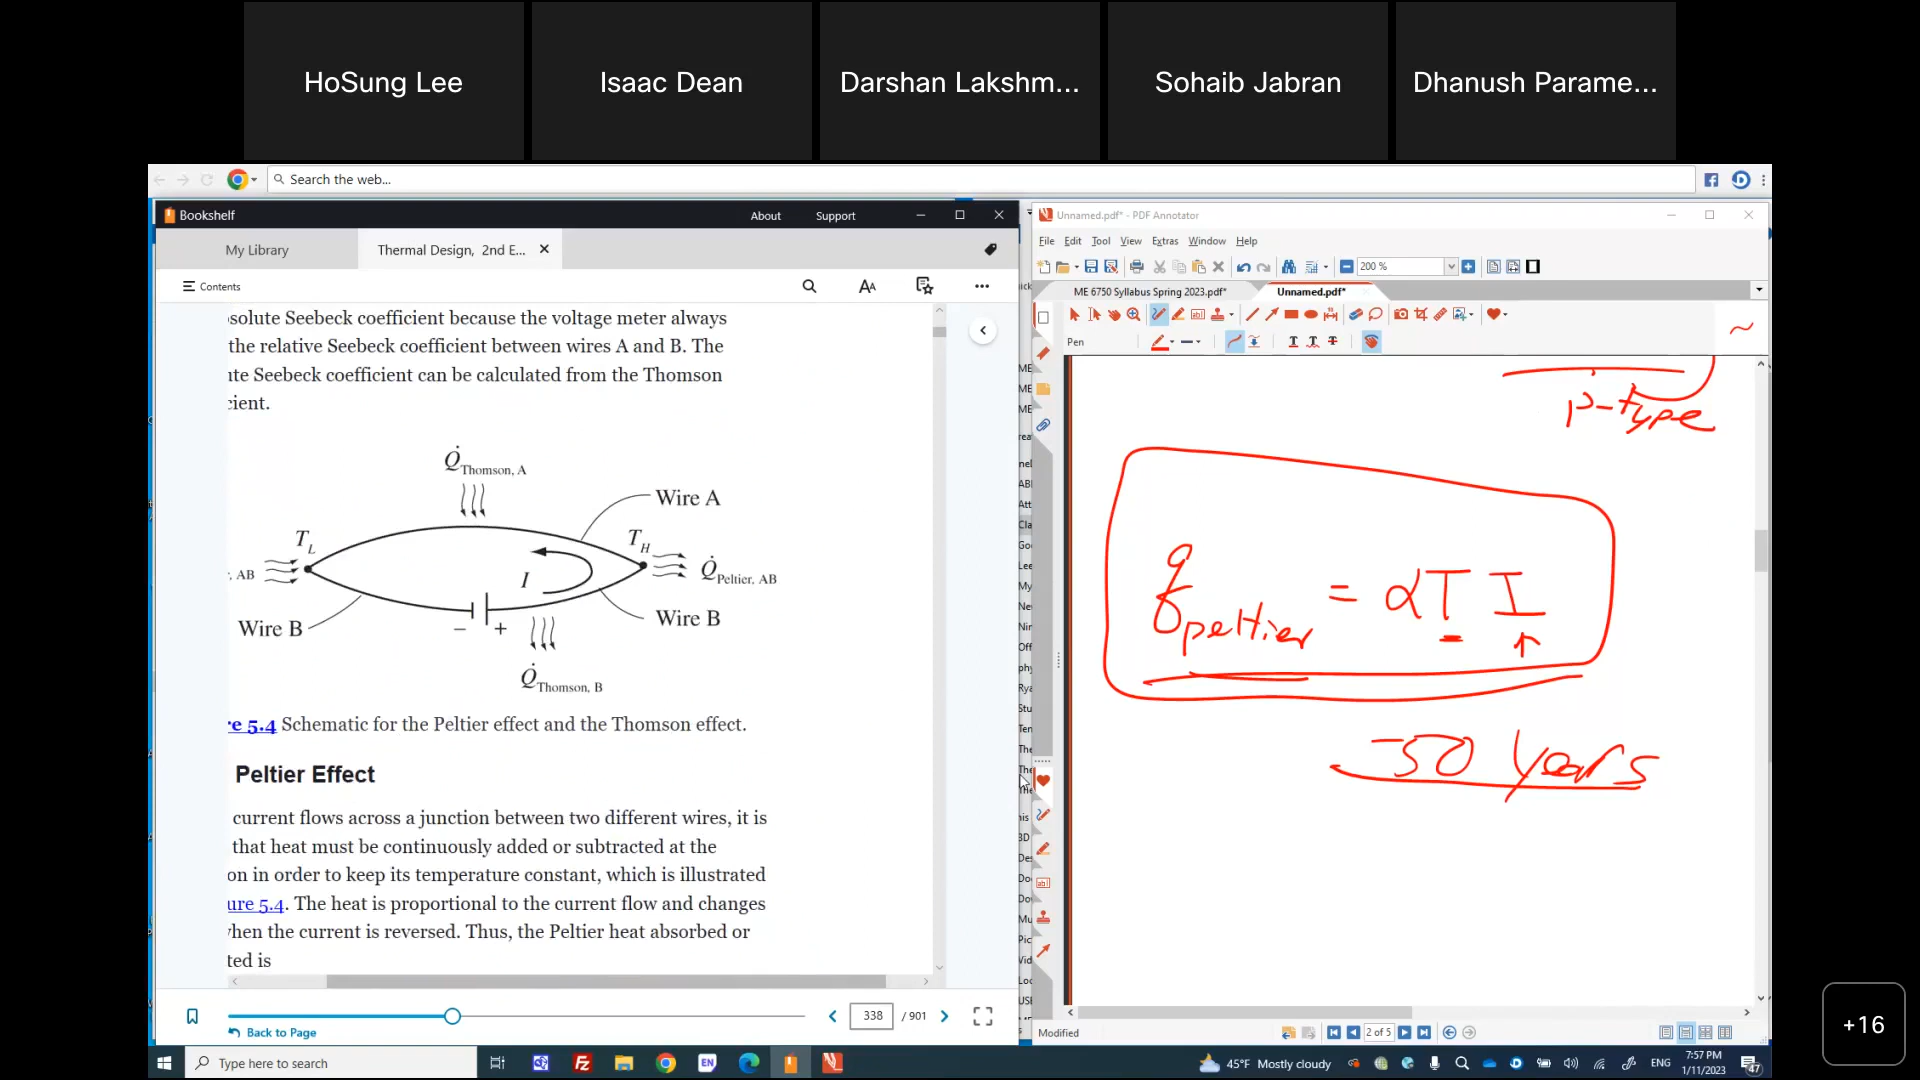 HoSung Lee
Isaac Dean
Darshan Lakshm...
Sohaib Jabran
Dhanush Parame...
Search the web...
Bookshelf
About
Support
My Library
Thermal Design, 2nd E...
Contents
solute Seebeck coefficient because the voltage meter always
the relative Seebeck coefficient between wires A and B. The
te Seebeck coefficient can be calculated from the Thomson
cient.
Q̇Thomson, A
Wire A
TL
TH
, AB
I
Q̇Peltier, AB
Wire B
− +
Wire B
Q̇Thomson, B
re 5.4 Schematic for the Peltier effect and the Thomson effect.
Peltier Effect
current flows across a junction between two different wires, it is
that heat must be continuously added or subtracted at the
on in order to keep its temperature constant, which is illustrated
ure 5.4. The heat is proportional to the current flow and changes
hen the current is reversed. Thus, the Peltier heat absorbed or
ted is
338 / 901
Back to Page
Unnamed.pdf* - PDF Annotator
File Edit Tool View Extras Window Help
200 %
ME 6750 Syllabus Spring 2023.pdf*
Unnamed.pdf*
Pen
p-type
q peltier = αT I
50 years
Modified
2 of 5
+16
Type here to search
45°F Mostly cloudy
ENG
7:57 PM
1/11/2023
47